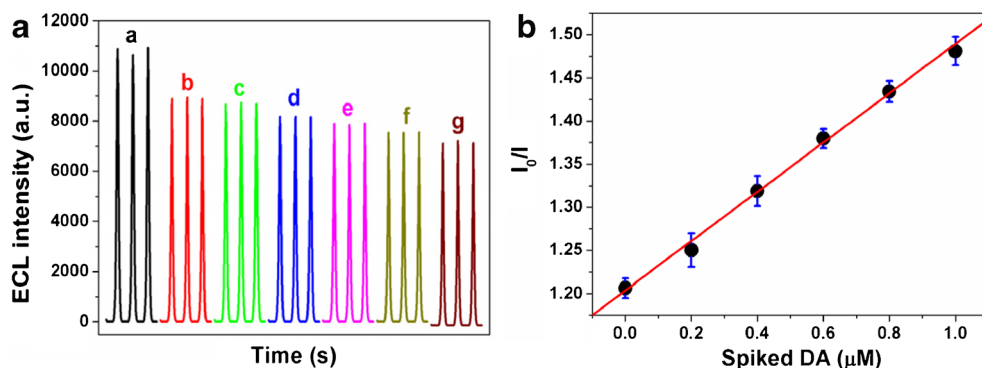 a
ECL intensity (a.u.)
12000
10000
8000
6000
4000
2000
0
a
b
c
d
e
f
g
Time (s)
b
I₀/I
1.50
1.45
1.40
1.35
1.30
1.25
1.20
0.0 0.2 0.4 0.6 0.8 1.0
Spiked DA (μM)